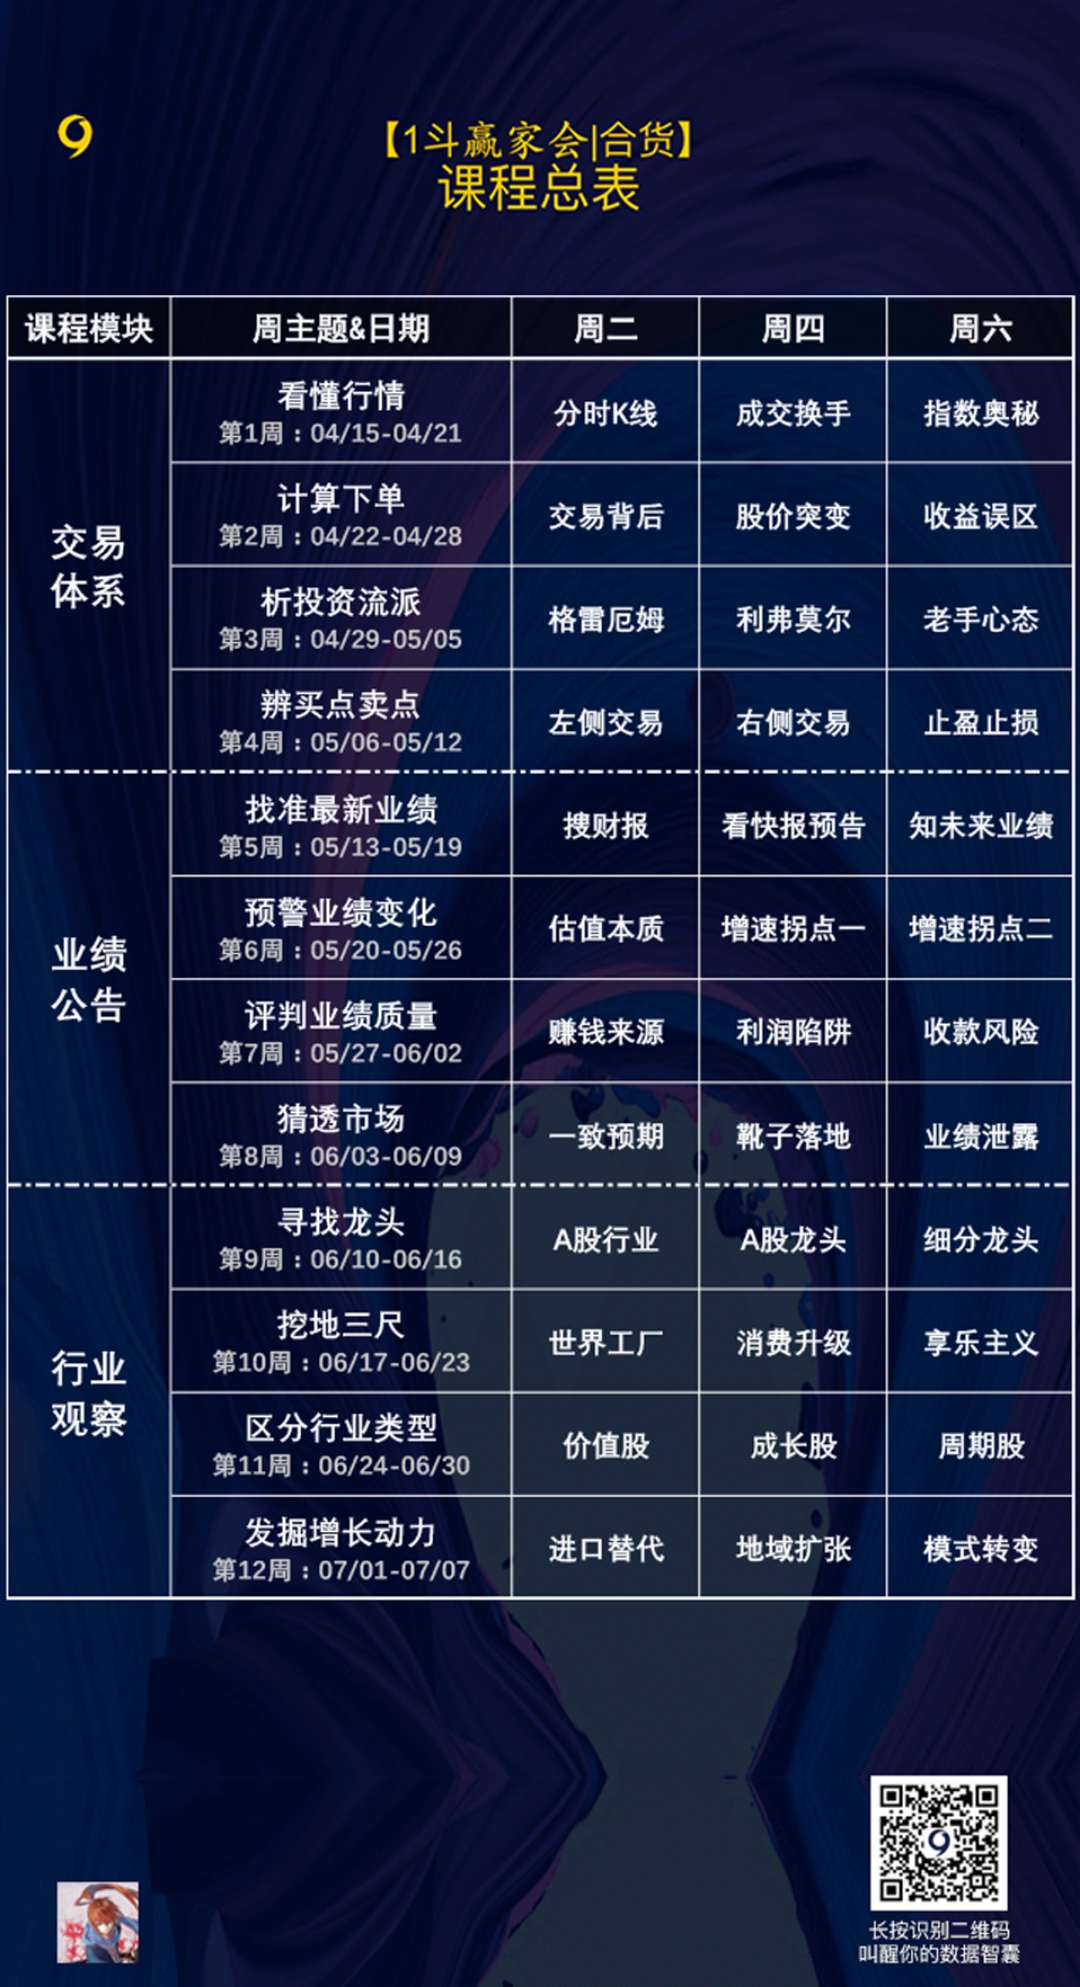 【1斗赢家会|合货】
课程总表
课程模块 周主题&日期 周二 周四 周六
交易
体系
看懂行情
第1周：04/15-04/21
分时K线 成交换手 指数奥秘
计算下单
第2周：04/22-04/28
交易背后 股价突变 收益误区
析投资流派
第3周：04/29-05/05
格雷厄姆 利弗莫尔 老手心态
辨买点卖点
第4周：05/06-05/12
左侧交易 右侧交易 止盈止损
业绩
公告
找准最新业绩
第5周：05/13-05/19
搜财报 看快报预告 知未来业绩
预警业绩变化
第6周：05/20-05/26
估值本质 增速拐点一 增速拐点二
评判业绩质量
第7周：05/27-06/02
赚钱来源 利润陷阱 收款风险
猜透市场
第8周：06/03-06/09
一致预期 靴子落地 业绩泄露
行业
观察
寻找龙头
第9周：06/10-06/16
A股行业 A股龙头 细分龙头
挖地三尺
第10周：06/17-06/23
世界工厂 消费升级 享乐主义
区分行业类型
第11周：06/24-06/30
价值股 成长股 周期股
发掘增长动力
第12周：07/01-07/07
进口替代 地域扩张 模式转变
长按识别二维码
叫醒你的数据智囊